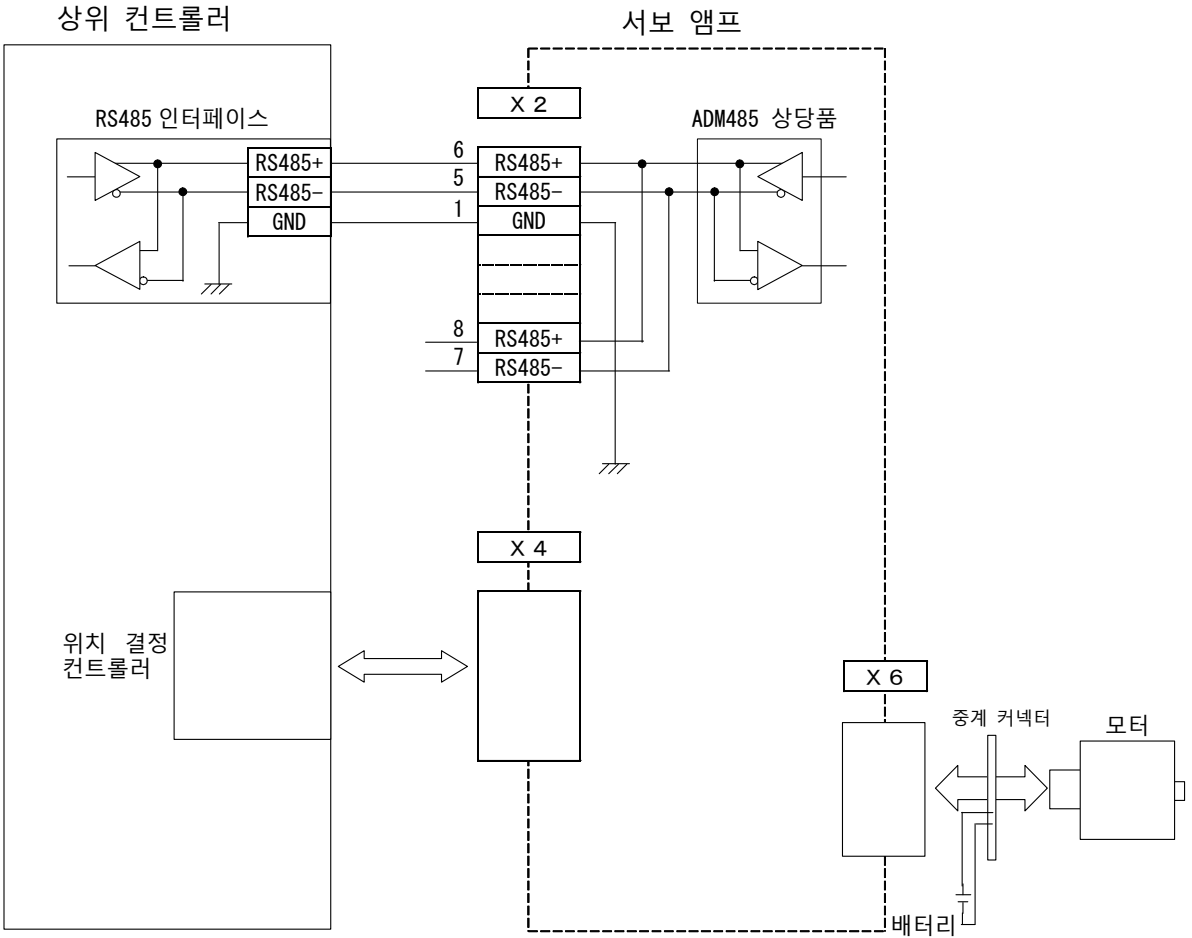 상위 컨트롤러
서보 앰프
X 2
RS485 인터페이스
ADM485 상당품
RS485+
6
RS485+
RS485-
5
RS485-
GND
1
GND
8
RS485+
7
RS485-
X 4
위치 결정
컨트롤러
X 6
중계 커넥터
모터
배터리